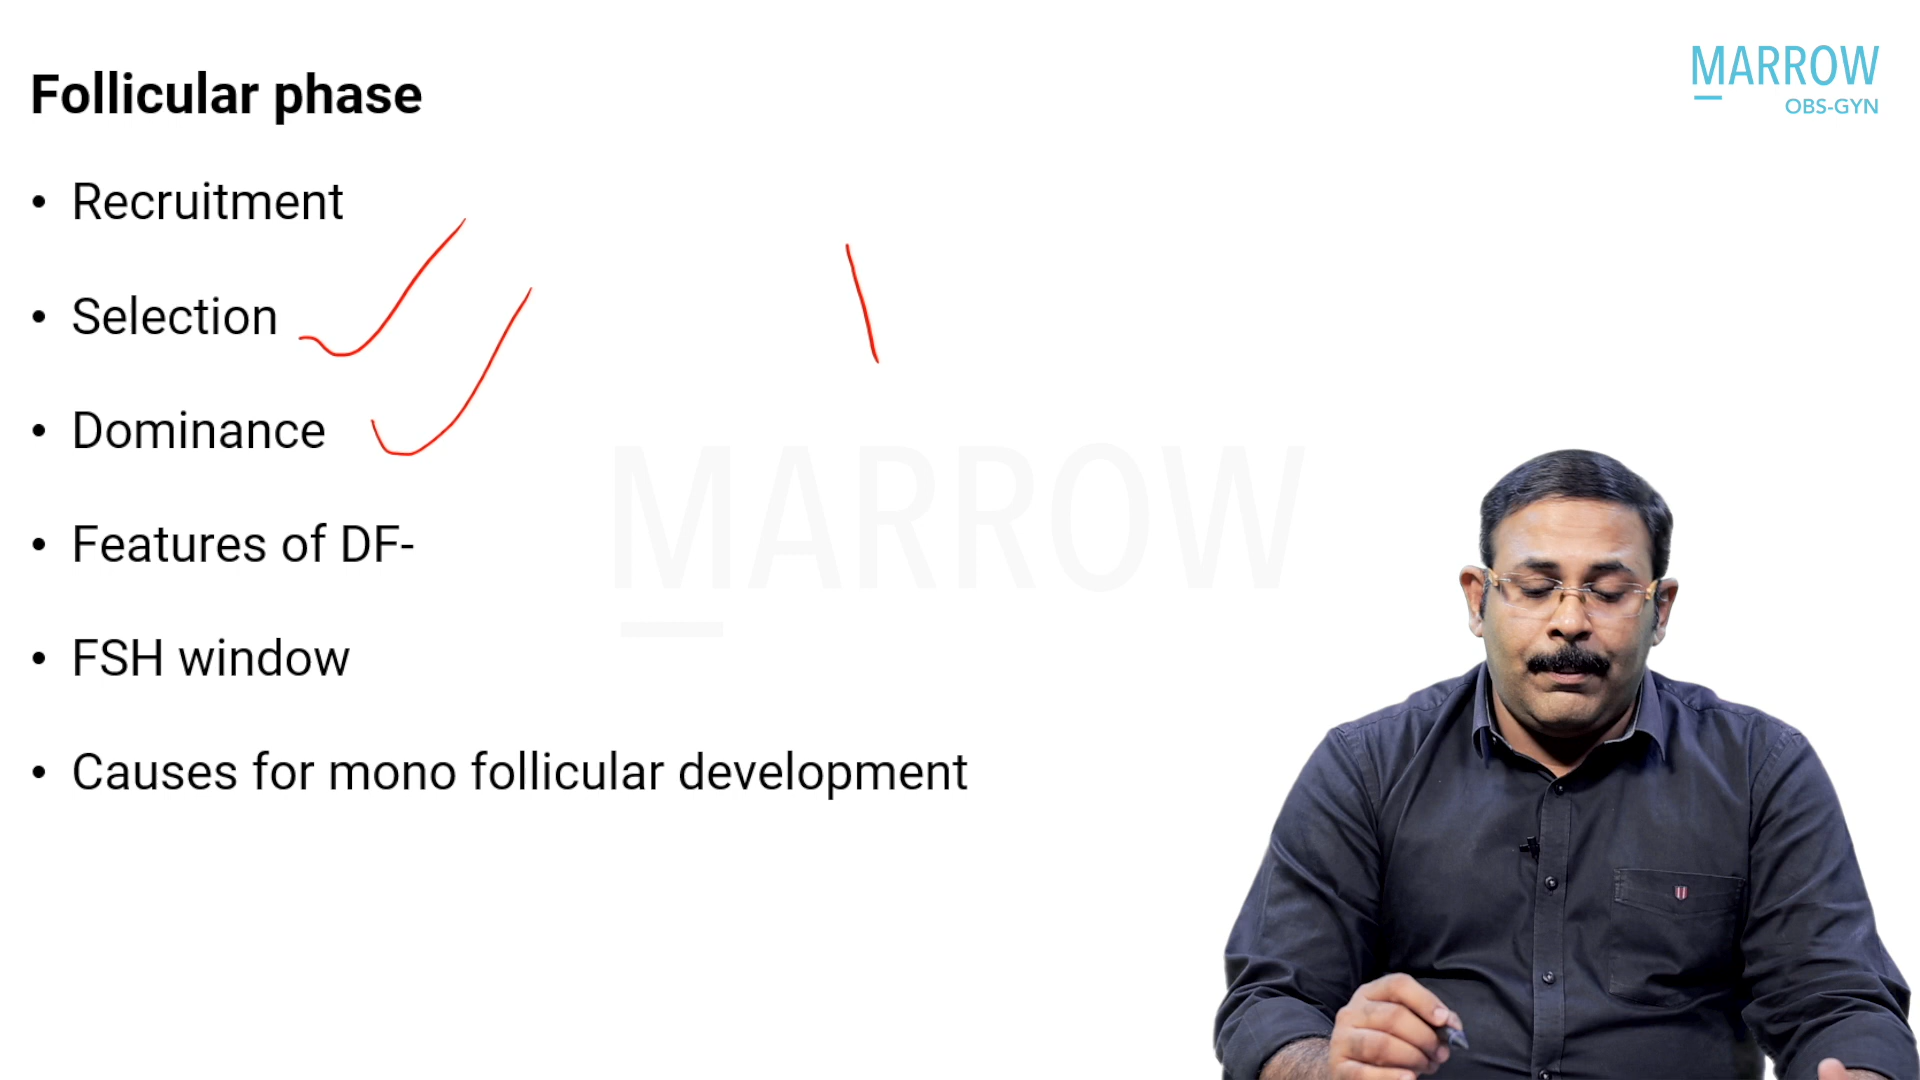 Follicular phase
MARROW
OBS-GYN
• Recruitment
• Selection
• Dominance
• Features of DF-
• FSH window
• Causes for mono follicular development
MARROW